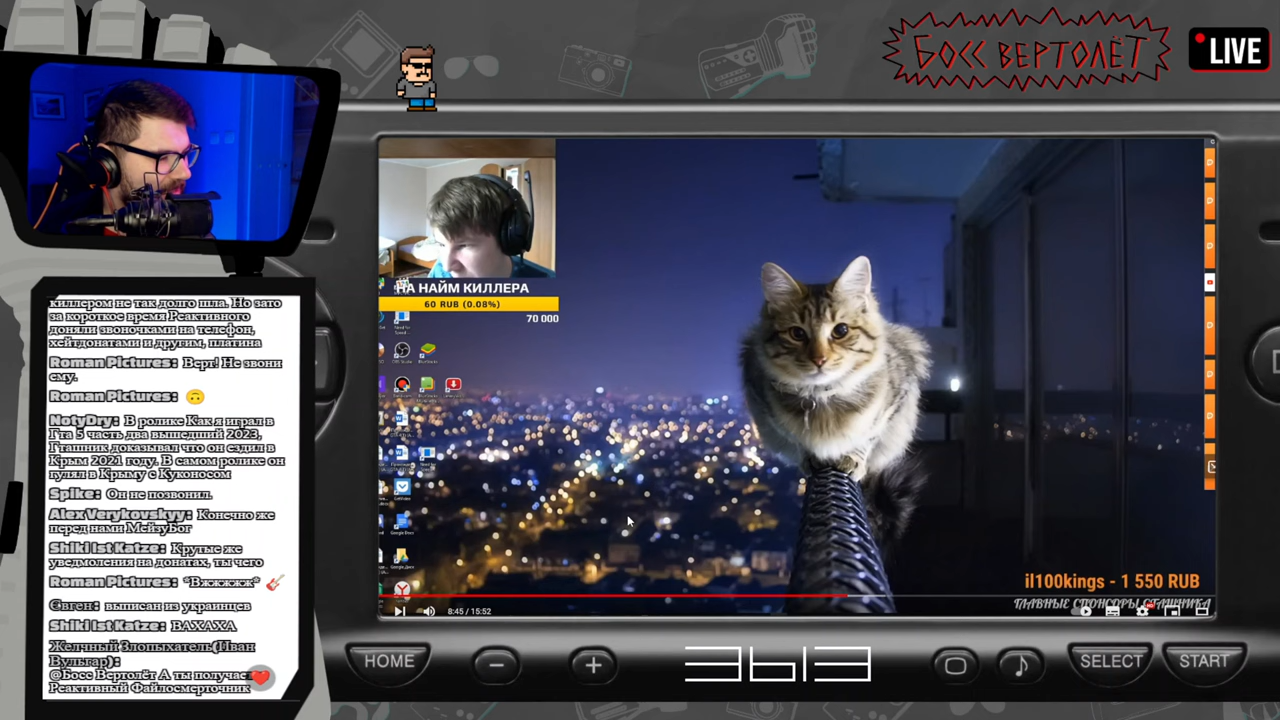 БОСС ВЕРТОЛЁТ
LIVE
киллером не так долго шла. Но зато
за короткое время Реактивного
доняли звоночками на телефон,
хейтдонатами и другим, платина
Roman Pictures: Верт! Не звони
ему.
Roman Pictures: 🙃
NotyDry: В ролике Как я играл в
Гта 5 часть два вышедший 2023,
Гташник доказывал что он ездил в
Крым 2021 году. В самом ролике он
гулял в Крыму с Куконосом
Spike: Он не позвонил.
AlexVerykovskyy: Конечно же
перед нами МейзуБог
Shiki Ist Katze: Крутые же
уведомления на донатах, ты чего
Roman Pictures: *Вжжжжж* 🎸
Євген: выписан из украинцев
Shiki Ist Katze: ВАХАХА
Желчный Злопыхатель(Иван
Вульгар):
@Босс Вертолёт А ты получае
Реактивный Файлосмерточник
НА НАЙМ КИЛЛЕРА
60 RUB (0.08%)
70 000
il100kings - 1 550 RUB
ГЛАВНЫЕ СПОНСОРЫ ГТАШНИКА
8:45 / 15:52
HOME
3613
SELECT
START